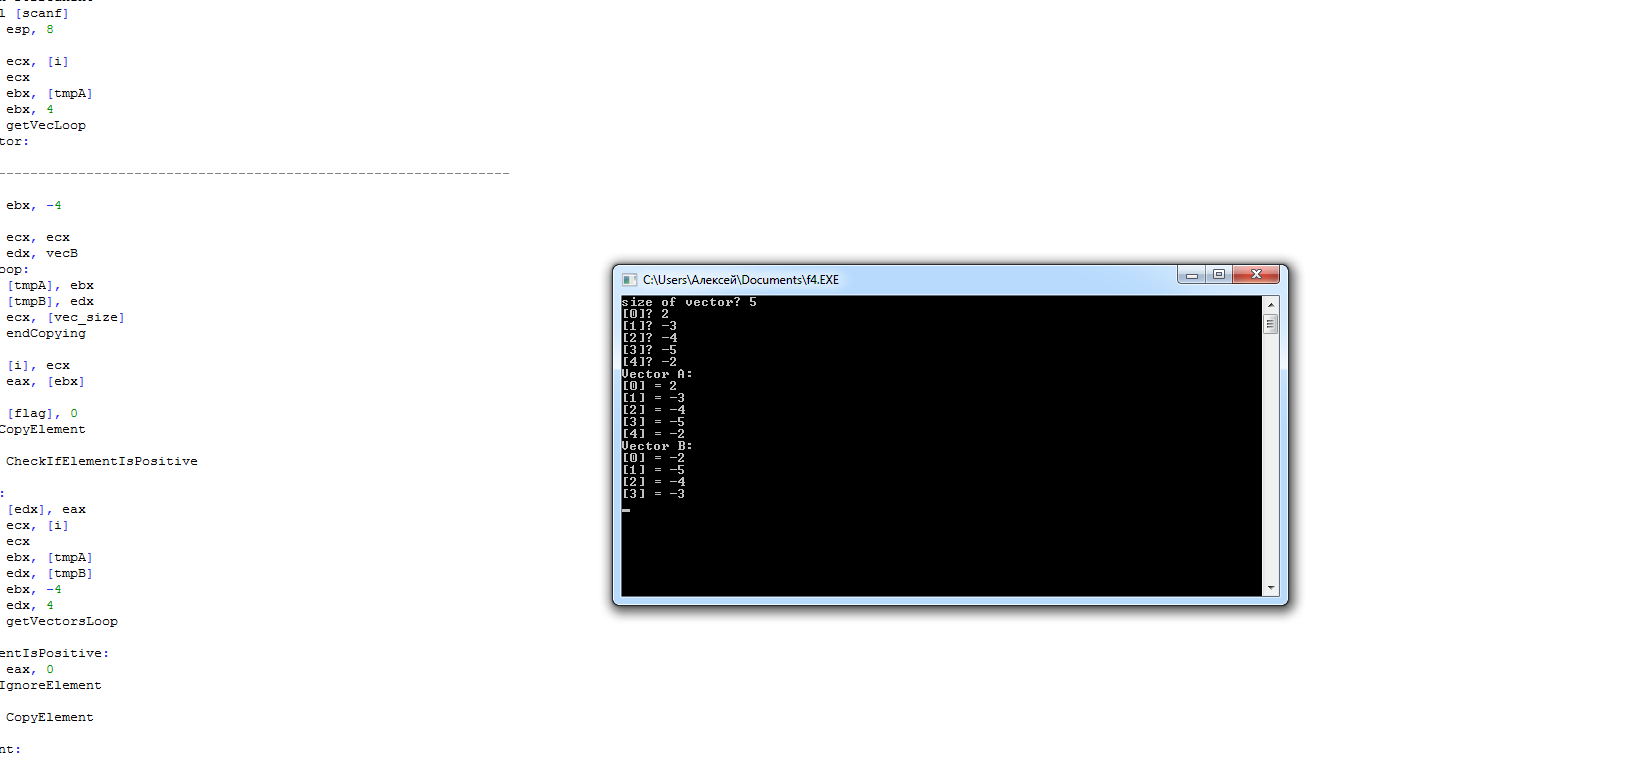 l [scanf]
esp, 8
ecx, [i]
ecx
ebx, [tmpA]
ebx, 4
getVecLoop
tor:
----------------------------------------------------------------
ebx, -4
ecx, ecx
edx, vecB
oop:
[tmpA], ebx
[tmpB], edx
ecx, [vec_size]
endCopying
[i], ecx
eax, [ebx]
[flag], 0
CopyElement
CheckIfElementIsPositive
:
[edx], eax
ecx, [i]
ecx
ebx, [tmpA]
edx, [tmpB]
ebx, -4
edx, 4
getVectorsLoop
entIsPositive:
eax, 0
IgnoreElement
CopyElement
nt:
C:\Users\Алексей\Documents\f4.EXE
size of vector? 5
[0]? 2
[1]? -3
[2]? -4
[3]? -5
[4]? -2
Vector A:
[0] = 2
[1] = -3
[2] = -4
[3] = -5
[4] = -2
Vector B:
[0] = -2
[1] = -5
[2] = -4
[3] = -3